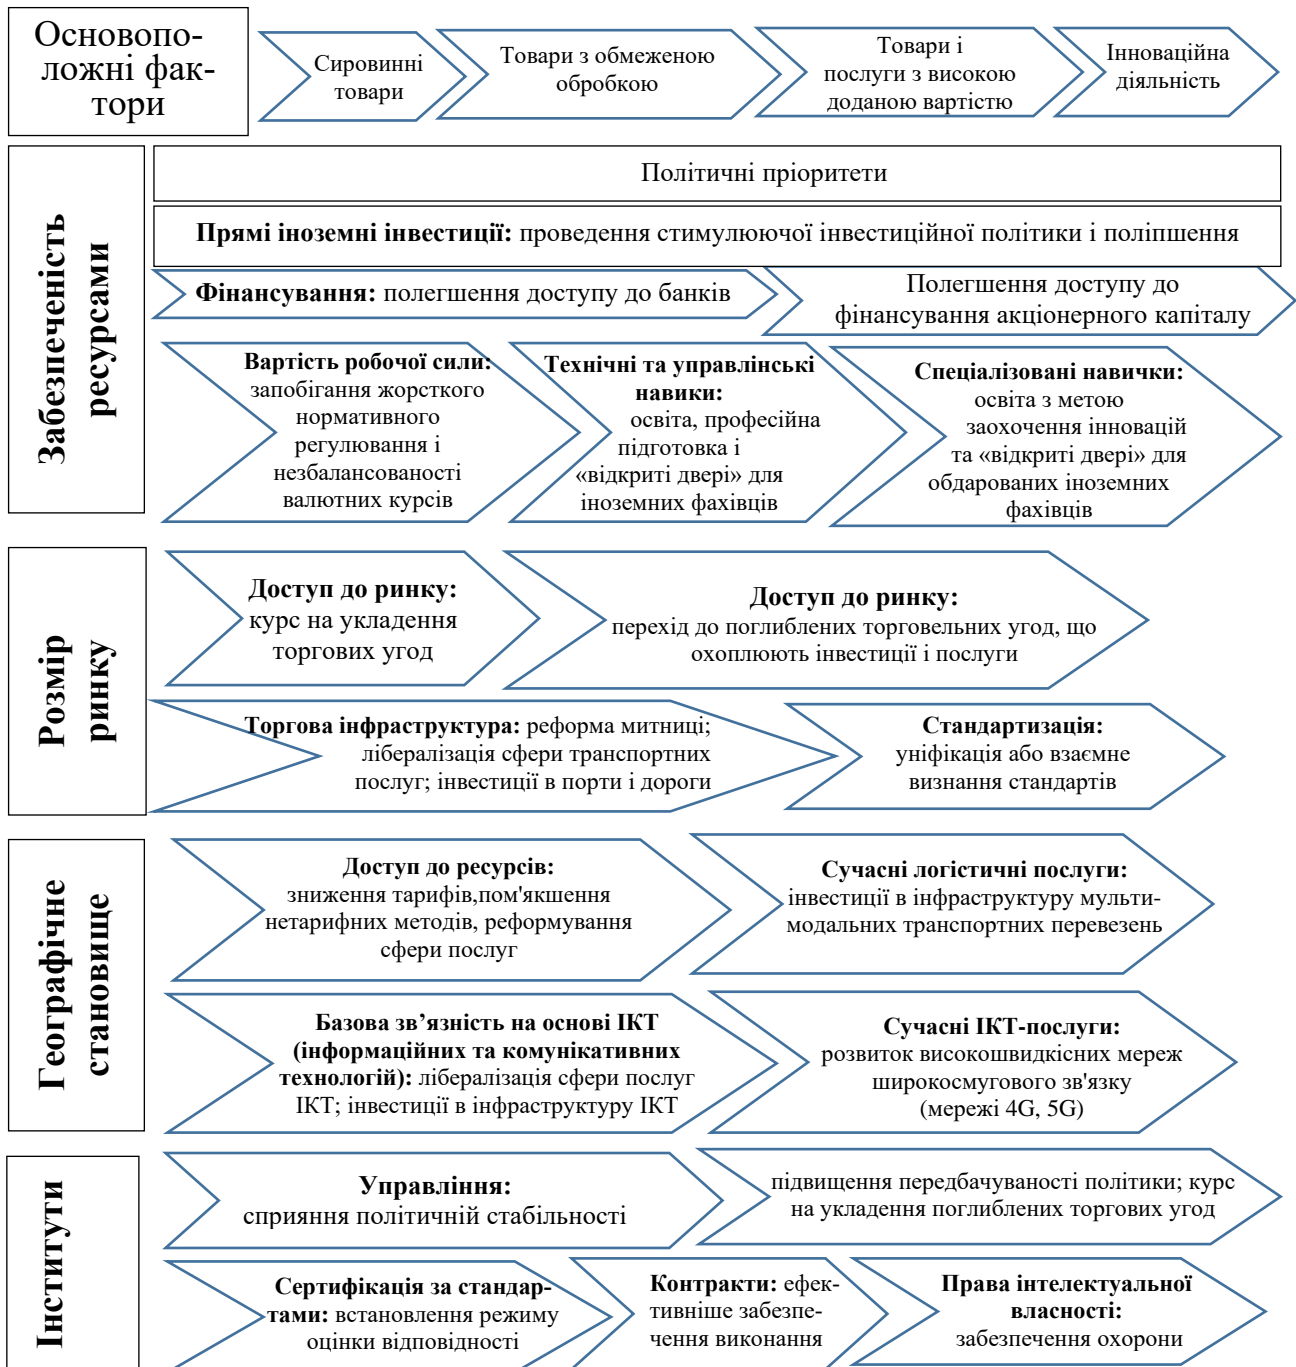 Основопо-
ложні фак-
тори
Сировинні
товари
Товари з обмеженою
обробкою
Товари і
послуги з високою
доданою вартістю
Інноваційна
діяльність
Забезпеченість
ресурсами
Політичні пріоритети
Прямі іноземні інвестиції: проведення стимулюючої інвестиційної політики і поліпшення
Фінансування: полегшення доступу до банків
Полегшення доступу до
фінансування акціонерного капіталу
Вартість робочої сили:
запобігання жорсткого
нормативного
регулювання і
незбалансованості
валютних курсів
Технічні та управлінські
навики:
освіта, професійна
підготовка і
«відкриті двері» для
іноземних фахівців
Спеціалізовані навички:
освіта з метою
заохочення інновацій
та «відкриті двері» для
обдарованих іноземних
фахівців
Розмір
ринку
Доступ до ринку:
курс на укладення
торгових угод
Доступ до ринку:
перехід до поглиблених торговельних угод, що
охоплюють інвестиції і послуги
Торгова інфраструктура: реформа митниці;
лібералізація сфери транспортних
послуг; інвестиції в порти і дороги
Стандартизація:
уніфікація або взаємне
визнання стандартів
Географічне
становище
Доступ до ресурсів:
зниження тарифів,пом'якшення
нетарифних методів, реформування
сфери послуг
Сучасні логістичні послуги:
інвестиції в інфраструктуру мульти-
модальних транспортних перевезень
Базова зв’язність на основі ІКТ
(інформаційних та комунікативних
технологій): лібералізація сфери послуг
ІКТ; інвестиції в інфраструктуру ІКТ
Сучасні ІКТ-послуги:
розвиток високошвидкісних мереж
широкосмугового зв'язку
(мережі 4G, 5G)
Інститути
Управління:
сприяння політичній стабільності
підвищення передбачуваності політики; курс
на укладення поглиблених торгових угод
Сертифікація за стандар-
тами: встановлення режиму
оцінки відповідності
Контракти: ефек-
тивніше забезпе-
чення виконання
Права інтелектуальної
власності:
забезпечення охорони